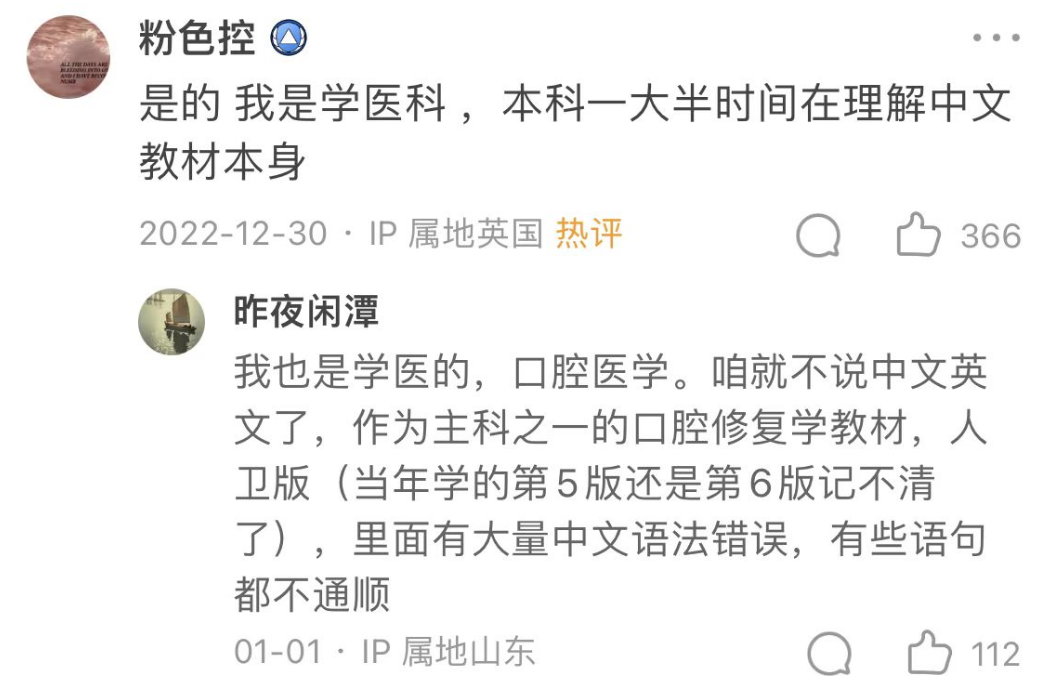 粉色控
是的 我是学医科，本科一大半时间在理解中文
教材本身
2022-12-30 · IP 属地英国 热评
366
昨夜闲潭
我也是学医的，口腔医学。咱就不说中文英
文了，作为主科之一的口腔修复学教材，人
卫版（当年学的第5版还是第6版记不清
了），里面有大量中文语法错误，有些语句
都不通顺
01-01 · IP 属地山东
112